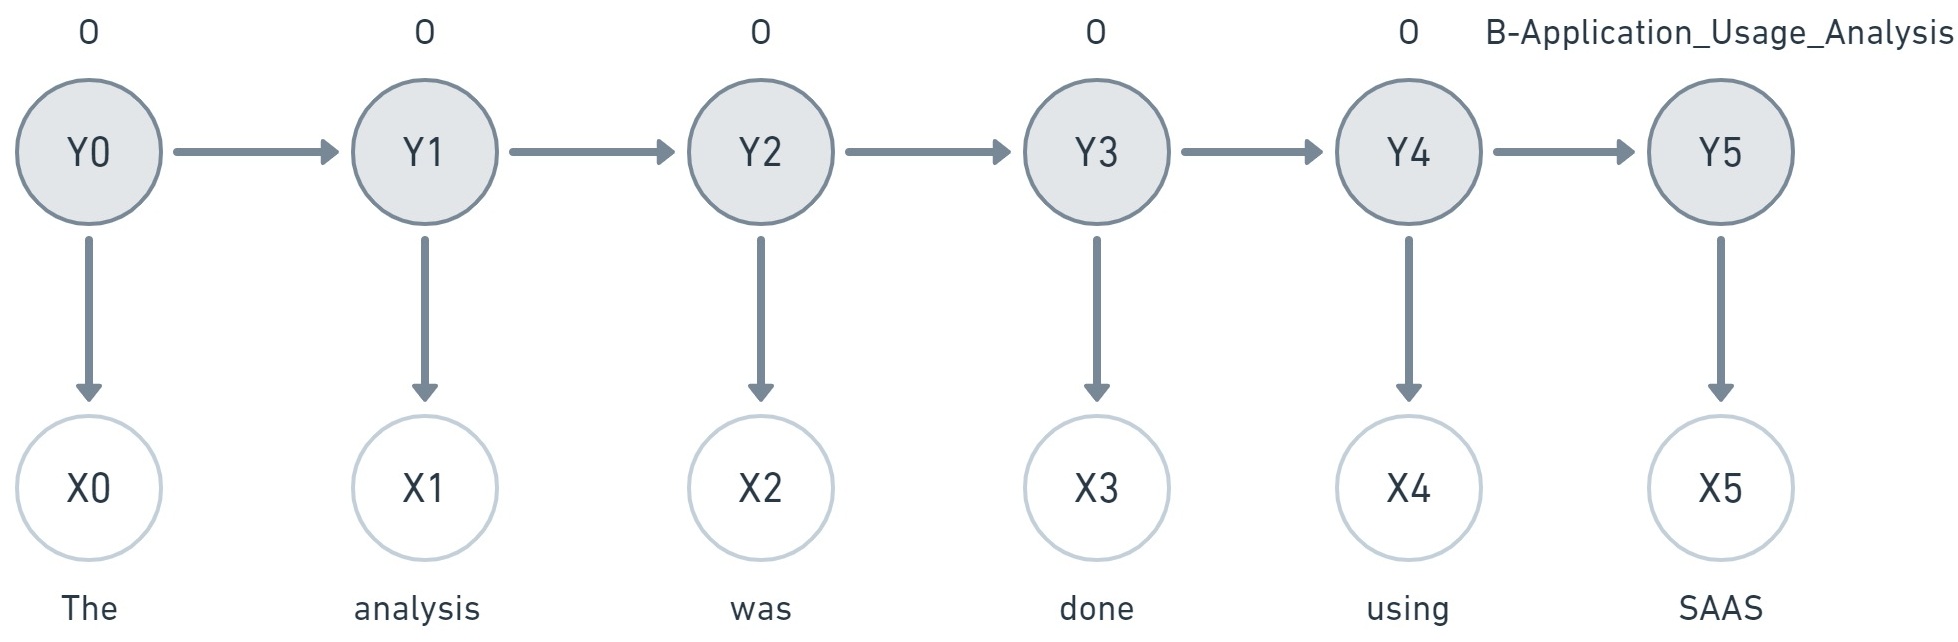 O O O O O B-Application_Usage_Analysis
Y0 Y1 Y2 Y3 Y4 Y5
X0 X1 X2 X3 X4 X5
The analysis was done using SAAS